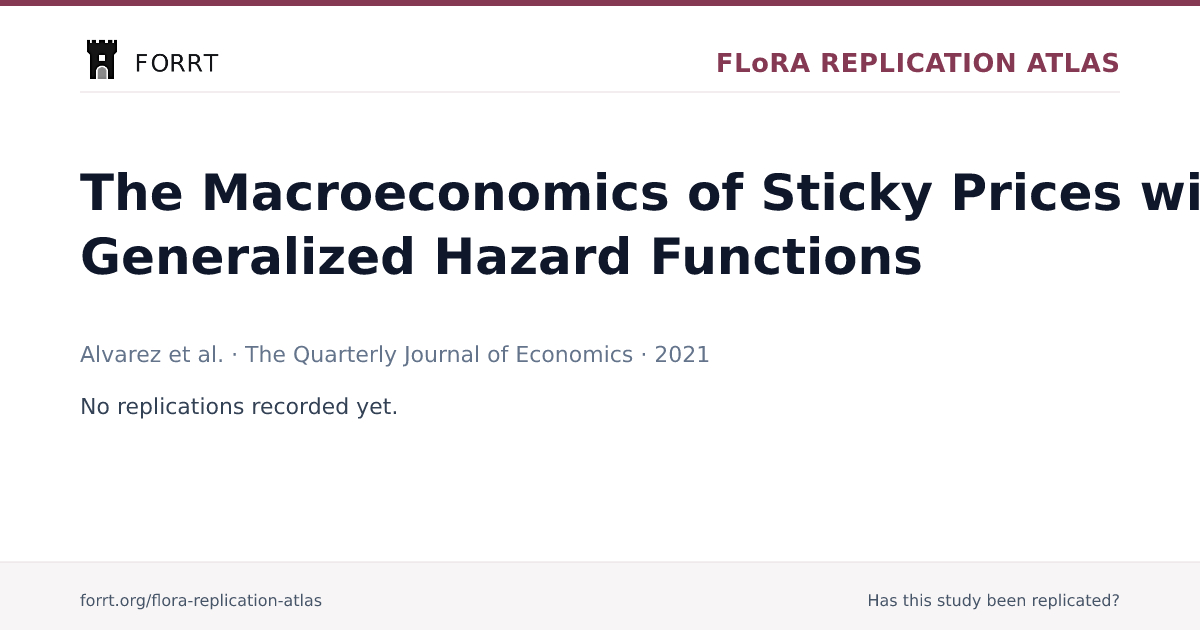 FORRT
FLoRA REPLICATION ATLAS
The Macroeconomics of Sticky Prices wi
Generalized Hazard Functions
Alvarez et al. · The Quarterly Journal of Economics · 2021
No replications recorded yet.
forrt.org/flora-replication-atlas
Has this study been replicated?